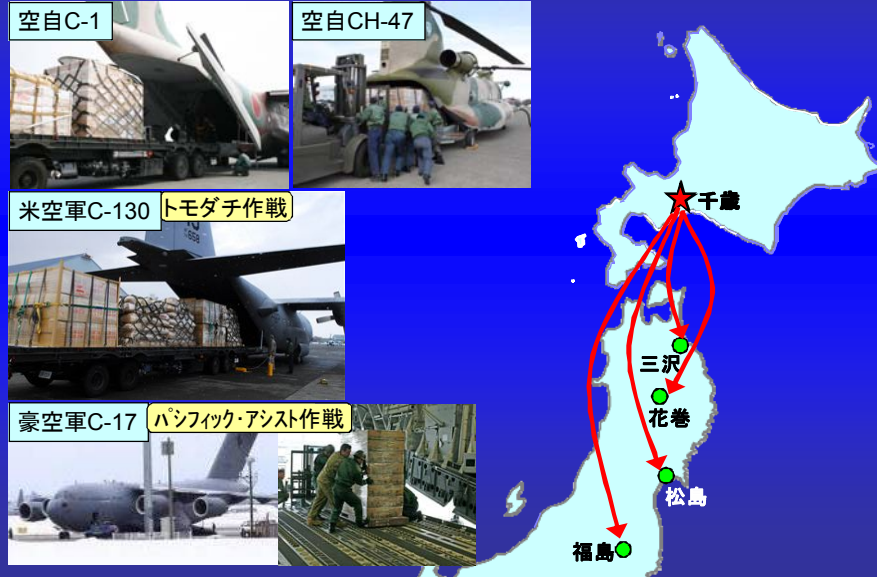 空自C-1
空自CH-47
米空軍C-130
トモダチ作戦
豪空軍C-17
パシフィック・アシスト作戦
千歳
三沢
花巻
松島
福島